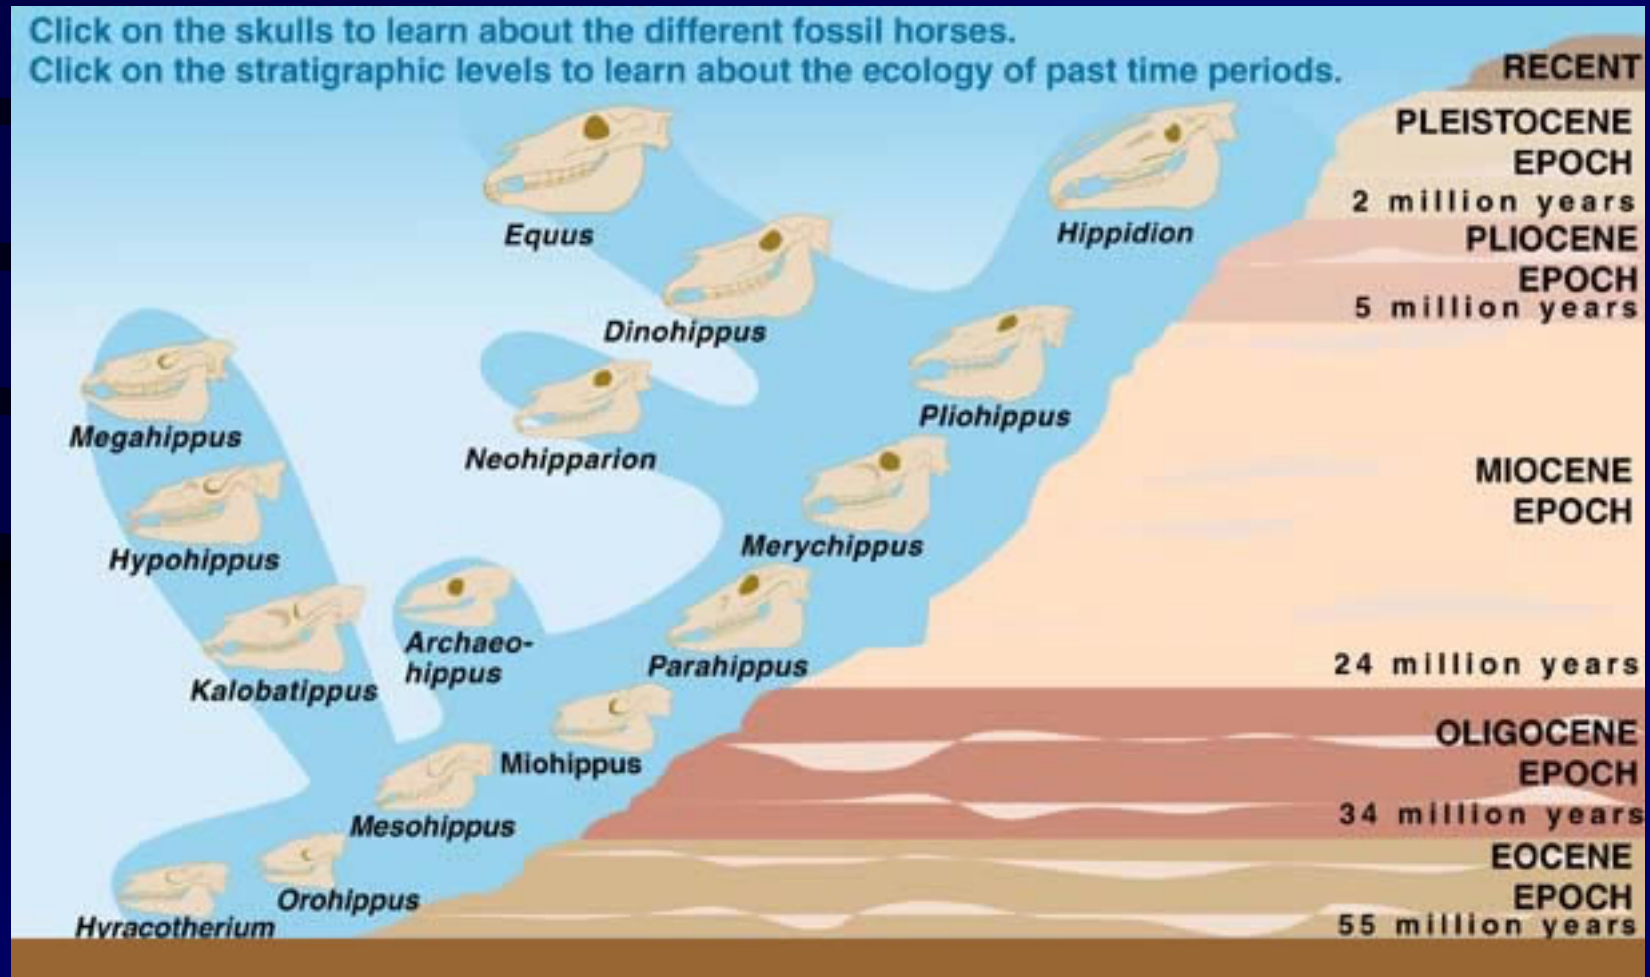 Click on the skulls to learn about the different fossil horses.
Click on the stratigraphic levels to learn about the ecology of past time periods.
RECENT
PLEISTOCENE
EPOCH
2 million years
PLIOCENE
EPOCH
5 million years
MIOCENE
EPOCH
24 million years
OLIGOCENE
EPOCH
34 million years
EOCENE
EPOCH
55 million years
Equus
Hippidion
Dinohippus
Pliohippus
Megahippus
Neohipparion
Merychippus
Hypohippus
Archaeo-
hippus
Parahippus
Kalobatippus
Miohippus
Mesohippus
Orohippus
Hyracotherium